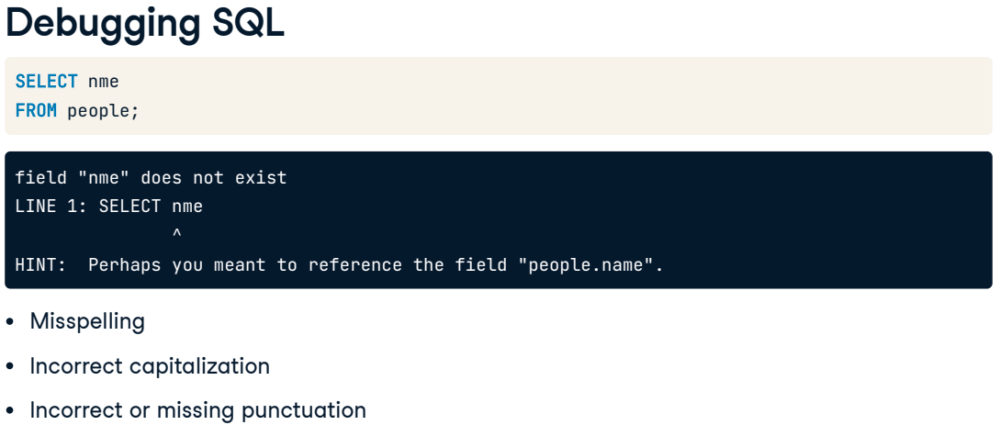 Debugging SQL
SELECT nme
FROM people;
field "nme" does not exist
LINE 1: SELECT nme
               ^
HINT:  Perhaps you meant to reference the field "people.name".
• Misspelling
• Incorrect capitalization
• Incorrect or missing punctuation